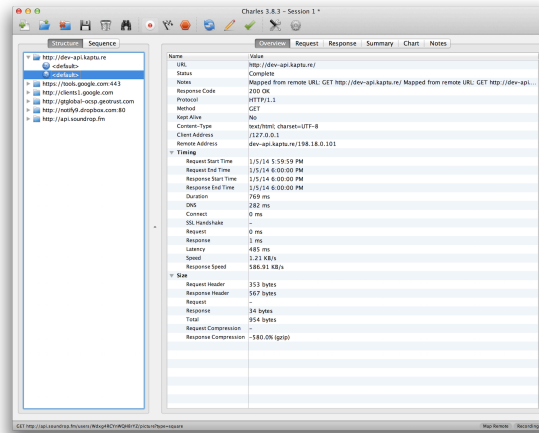 Charles 3.8.3 – Session 1 *
Structure Sequence
Overview Request Response Summary Chart Notes
http://dev-api.kaptu.re
<default>
<default>
https://tools.google.com:443
http://clients1.google.com
http://gtglobal-ocsp.geotrust.com
http://notify9.dropbox.com:80
http://api.soundrop.fm
Name Value
URL http://dev-api.kaptu.re/
Status Complete
Notes Mapped from remote URL: GET http://dev-api.kaptu.re/ Mapped from remote URL: GET http://dev-api....
Response Code 200 OK
Protocol HTTP/1.1
Method GET
Kept Alive No
Content-Type text/html; charset=UTF-8
Client Address /127.0.0.1
Remote Address dev-api.kaptu.re/198.18.0.101
Timing
Request Start Time 1/5/14 5:59:59 PM
Request End Time 1/5/14 6:00:00 PM
Response Start Time 1/5/14 6:00:00 PM
Response End Time 1/5/14 6:00:00 PM
Duration 769 ms
DNS 282 ms
Connect 0 ms
SSL Handshake –
Request 0 ms
Response 1 ms
Latency 485 ms
Speed 1.21 KB/s
Response Speed 586.91 KB/s
Size
Request Header 353 bytes
Response Header 567 bytes
Request –
Response 34 bytes
Total 954 bytes
Request Compression –
Response Compression -580.0% (gzip)
Map Remote Recording